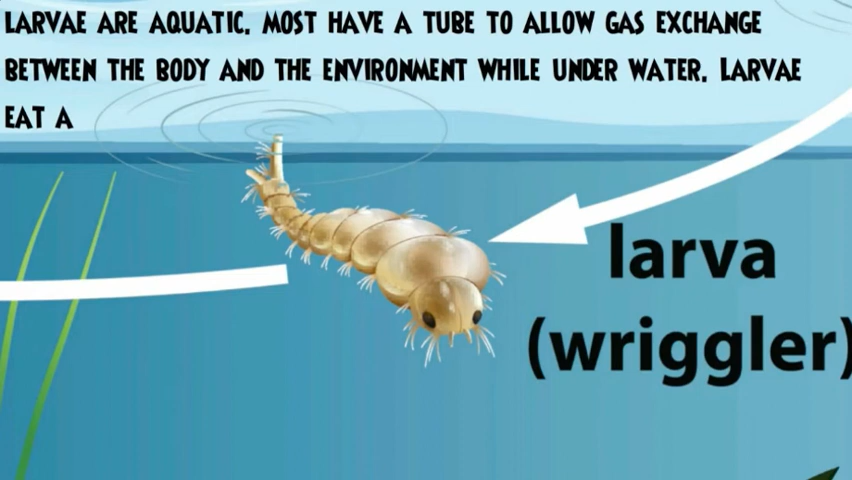 LARVAE ARE AQUATIC. MOST HAVE A TUBE TO ALLOW GAS EXCHANGE
BETWEEN THE BODY AND THE ENVIRONMENT WHILE UNDER WATER. LARVAE
EAT A
larva
(wriggler)